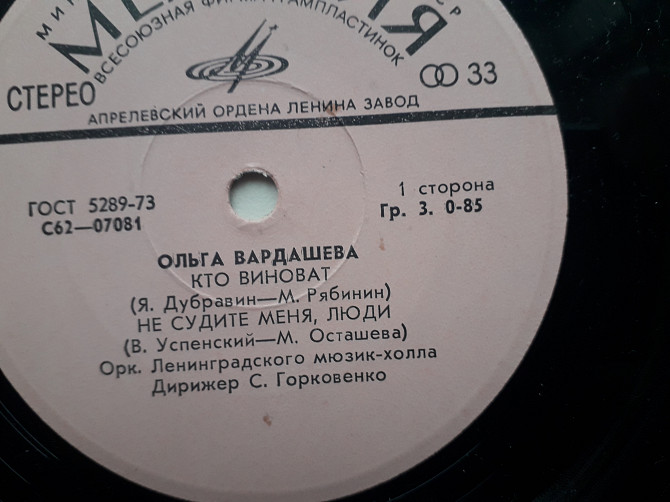 ВСЕСОЮЗНАЯ ФИРМА ГРАМПЛАСТИНОК
СТЕРЕО
33
АПРЕЛЕВСКИЙ ОРДЕНА ЛЕНИНА ЗАВОД
ГОСТ 5289-73
С62—07081
1 сторона
Гр. 3. 0-85
ОЛЬГА ВАРДАШЕВА
КТО ВИНОВАТ
(Я. Дубравин—М. Рябинин)
НЕ СУДИТЕ МЕНЯ, ЛЮДИ
(В. Успенский—М. Осташева)
Орк. Ленинградского мюзик-холла
Дирижер С. Горковенко